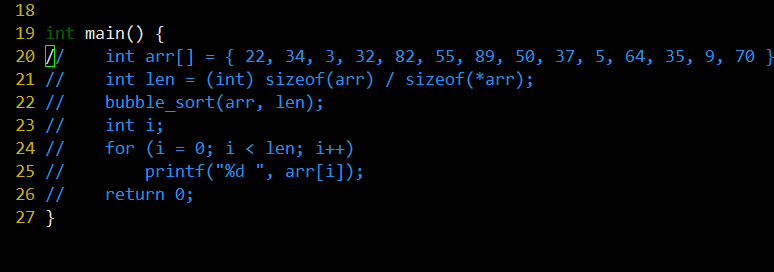 18
19 int main() {
20 //    int arr[] = { 22, 34, 3, 32, 82, 55, 89, 50, 37, 5, 64, 35, 9, 70 }
21 //    int len = (int) sizeof(arr) / sizeof(*arr);
22 //    bubble_sort(arr, len);
23 //    int i;
24 //    for (i = 0; i < len; i++)
25 //        printf("%d ", arr[i]);
26 //    return 0;
27 }